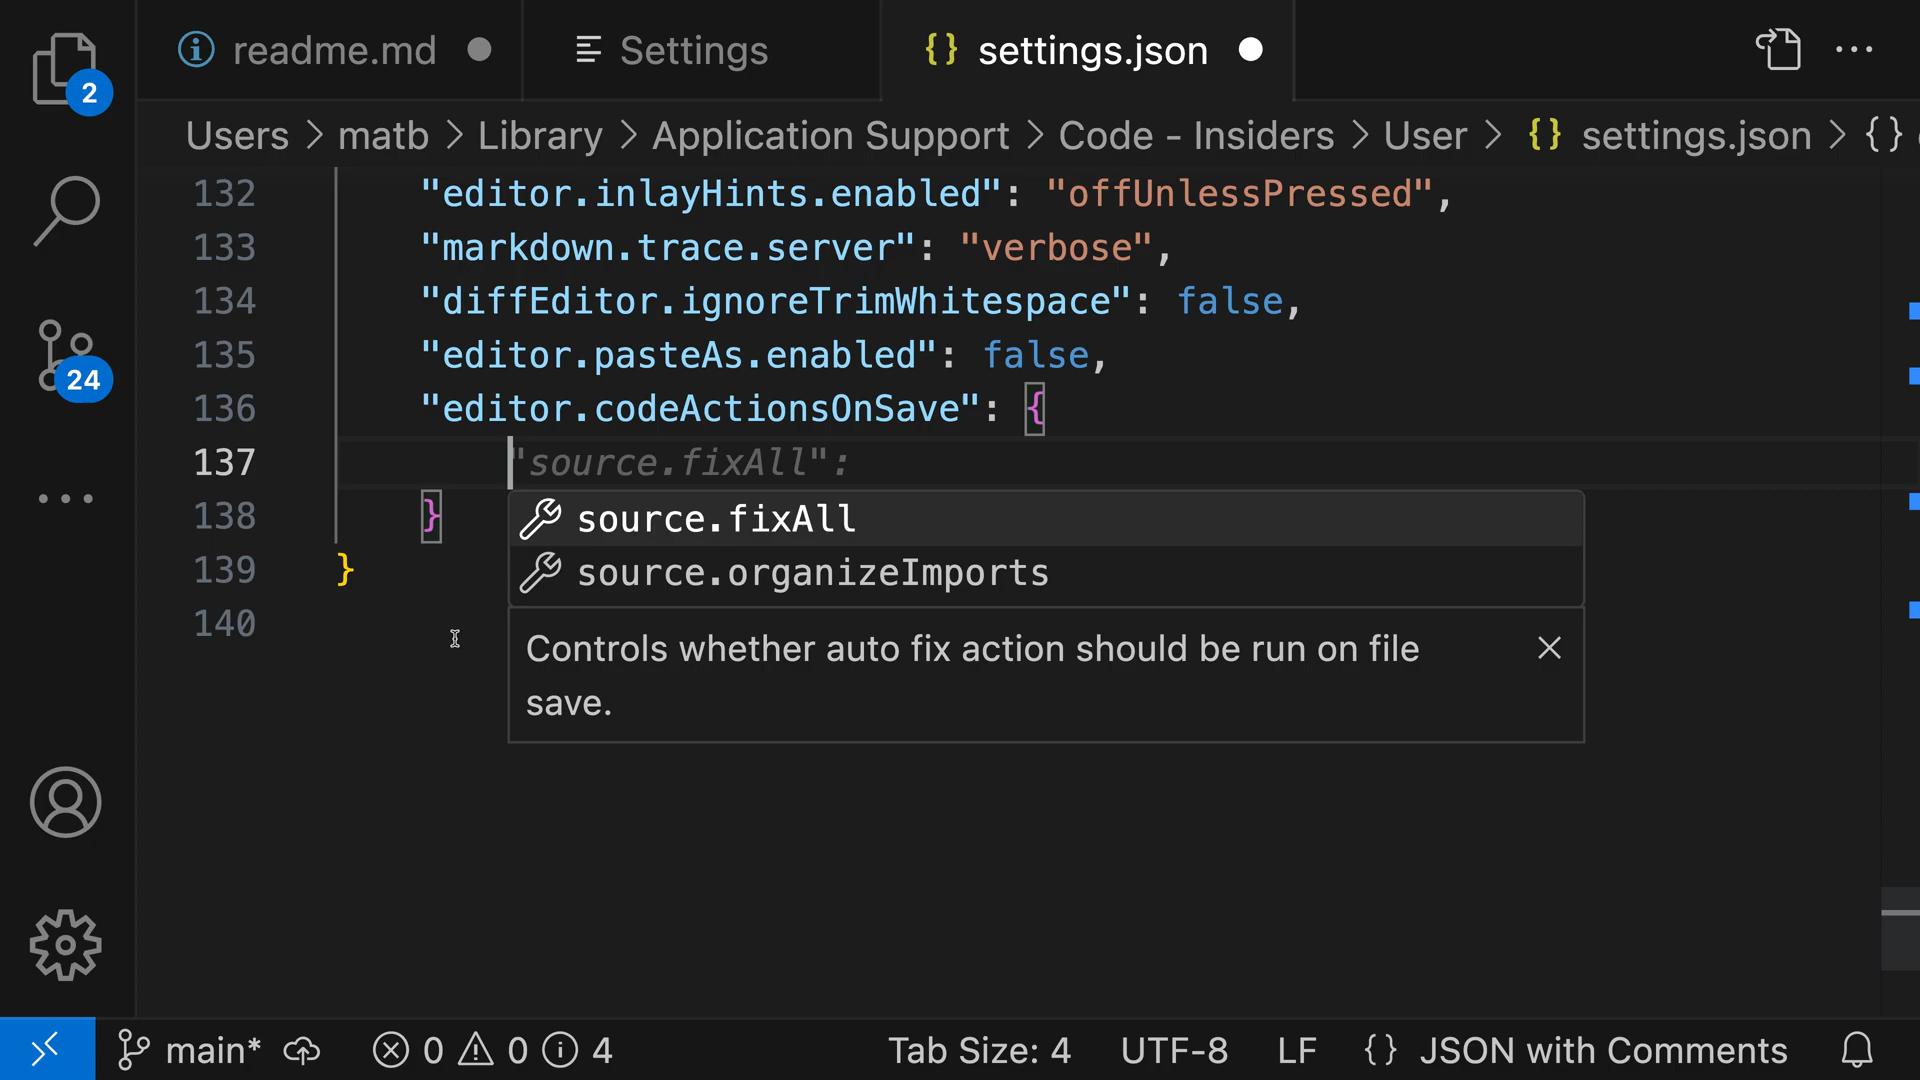 readme.md
Settings
{} settings.json
2
Users > matb > Library > Application Support > Code - Insiders > User > {} settings.json > {}
132 "editor.inlayHints.enabled": "offUnlessPressed",
133 "markdown.trace.server": "verbose",
134 "diffEditor.ignoreTrimWhitespace": false,
135 "editor.pasteAs.enabled": false,
136 "editor.codeActionsOnSave": {
24
137 "source.fixAll":
138 }
source.fixAll
139 }
source.organizeImports
140
Controls whether auto fix action should be run on file
save.
main* 0 0 4 Tab Size: 4 UTF-8 LF {} JSON with Comments